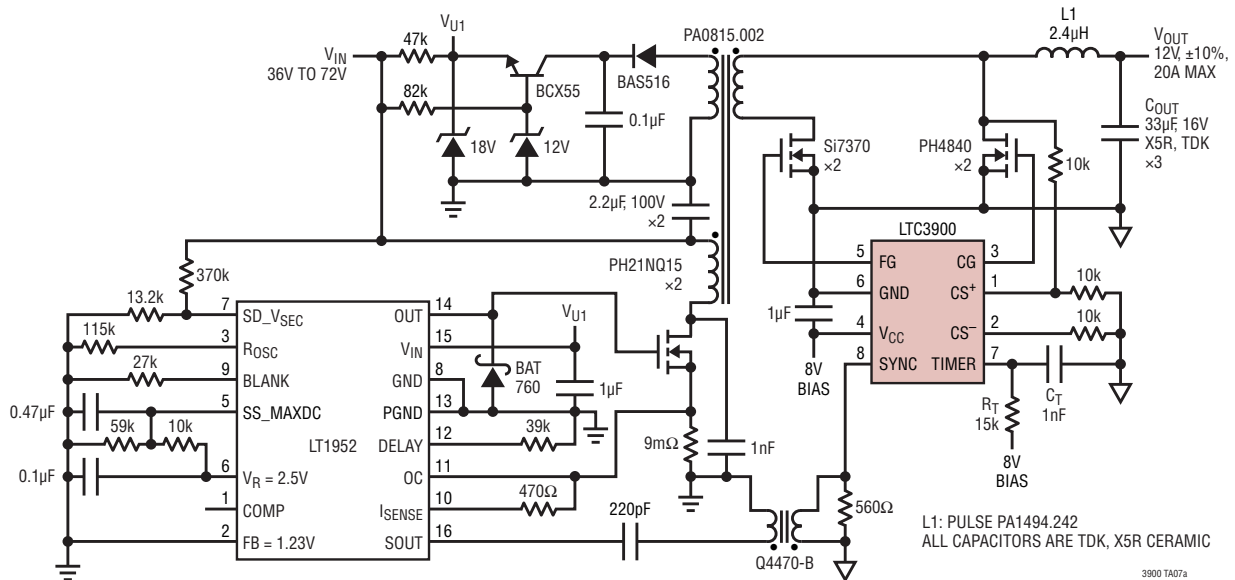 V_IN
36V TO 72V
47k
V_U1
82k
18V
BCX55
12V
BAS516
0.1µF
PA0815.002
2.2µF, 100V
×2
L1
2.4µH
V_OUT
12V, ±10%,
20A MAX
C_OUT
33µF, 16V
X5R, TDK
×3
Si7370
×2
PH4840
×2
10k
LTC3900
5
FG
CG
3
6
GND
CS+
1
10k
4
V_CC
CS−
2
10k
8
SYNC
TIMER
7
1µF
8V
BIAS
R_T
15k
C_T
1nF
8V
BIAS
370k
13.2k
115k
27k
0.47µF
59k
10k
0.1µF
7
SD_V_SEC
3
R_OSC
9
BLANK
5
SS_MAXDC
6
V_R = 2.5V
1
COMP
2
FB = 1.23V
LT1952
OUT
14
V_IN
15
GND
8
PGND
13
DELAY
12
OC
11
I_SENSE
10
SOUT
16
BAT
760
V_U1
1µF
39k
470Ω
PH21NQ15
×2
9mΩ
1nF
220pF
Q4470-B
560Ω
L1: PULSE PA1494.242
ALL CAPACITORS ARE TDK, X5R CERAMIC
3900 TA07a